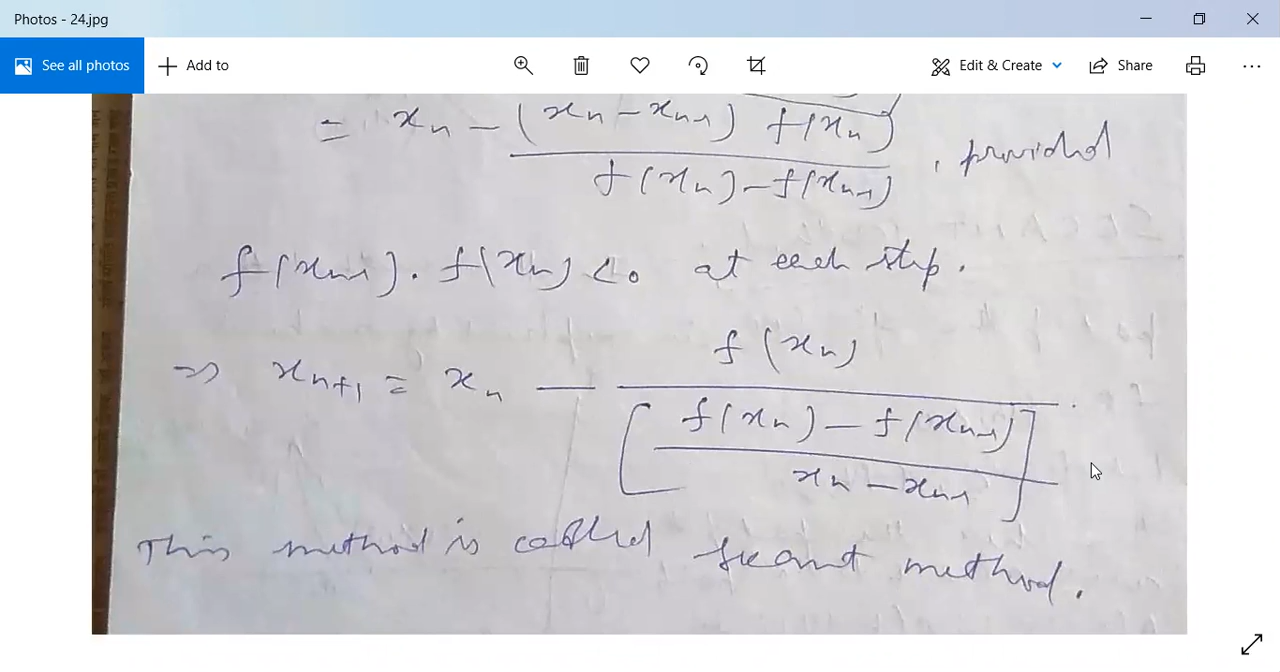 Photos - 24.jpg
See all photos
Add to
Edit & Create
Share
= xₙ - (xₙ - xₙ₋₁) f(xₙ) / f(xₙ) - f(xₙ₋₁) , provided
f(xₙ₋₁) . f(xₙ) < 0 at each step.
⇒ xₙ₊₁ = xₙ - f(xₙ) / [ f(xₙ) - f(xₙ₋₁) / xₙ - xₙ₋₁ ] .
This method is called secant method.